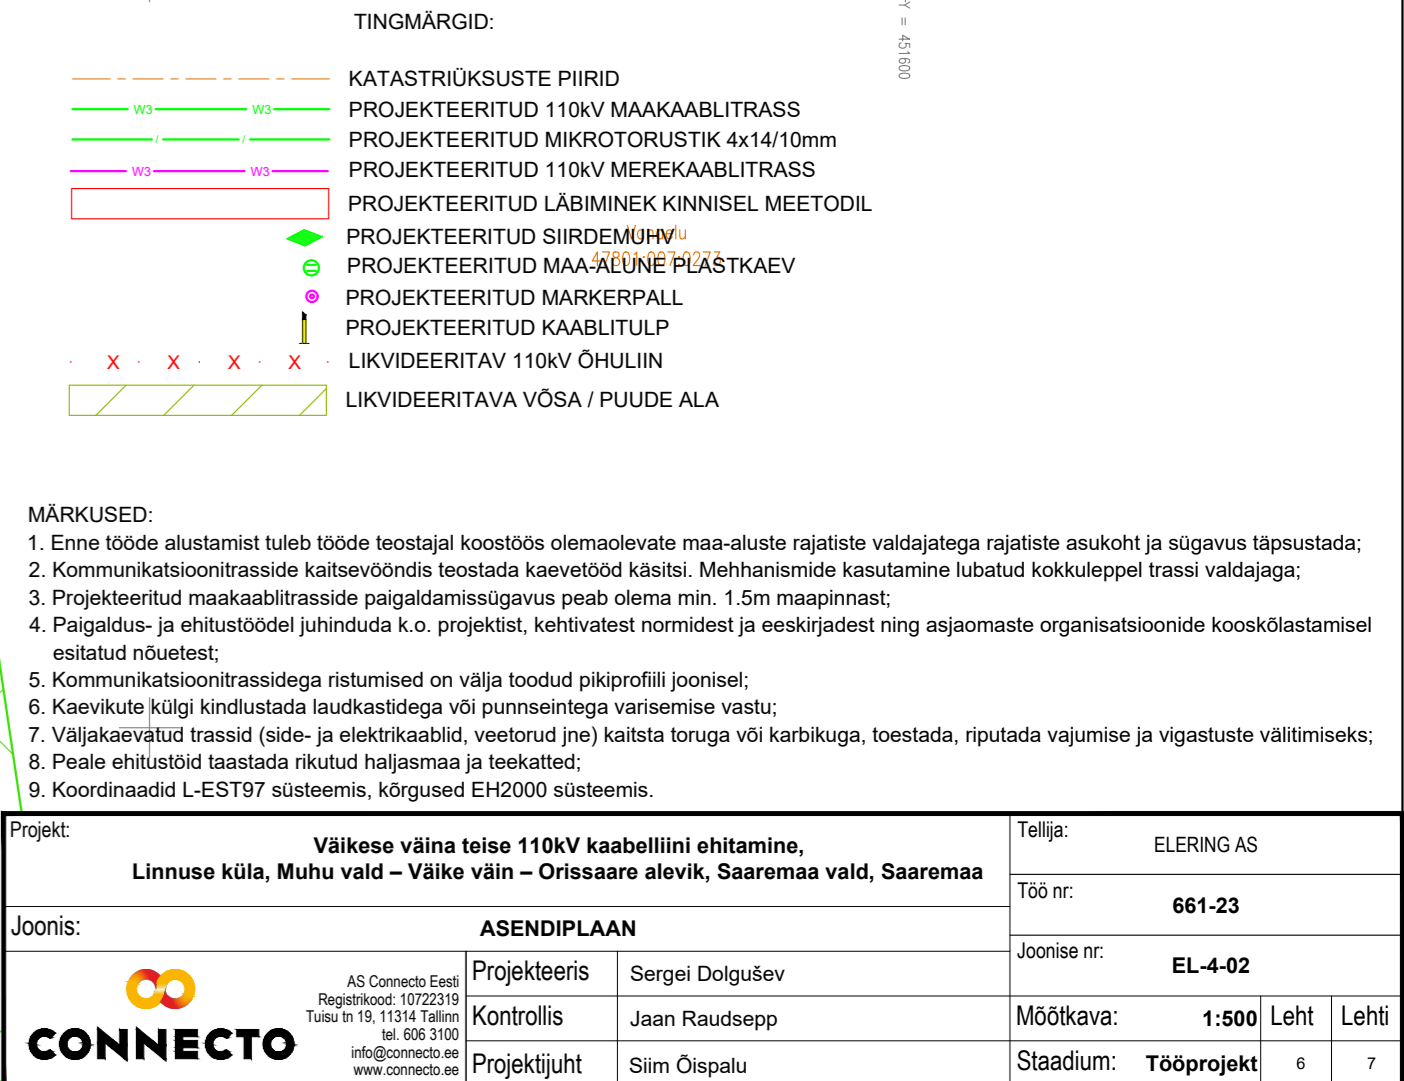 TINGMÄRGID:
Y = 451600
KATASTRIÜKSUSTE PIIRID
W3 W3 PROJEKTEERITUD 110kV MAAKAABLITRASS
PROJEKTEERITUD MIKROTORUSTIK 4x14/10mm
W3 W3 PROJEKTEERITUD 110kV MEREKAABLITRASS
PROJEKTEERITUD LÄBIMINEK KINNISEL MEETODIL
PROJEKTEERITUD SIIRDEMUHV
47801:007:0273
PROJEKTEERITUD MAA-ALUNE PLASTKAEV
PROJEKTEERITUD MARKERPALL
PROJEKTEERITUD KAABLITULP
X X X X LIKVIDEERITAV 110kV ÕHULIIN
LIKVIDEERITAVA VÕSA / PUUDE ALA
MÄRKUSED:
1. Enne tööde alustamist tuleb tööde teostajal koostöös olemaolevate maa-aluste rajatiste valdajatega rajatiste asukoht ja sügavus täpsustada;
2. Kommunikatsioonitrasside kaitsevööndis teostada kaevetööd käsitsi. Mehhanismide kasutamine lubatud kokkuleppel trassi valdajaga;
3. Projekteeritud maakaablitrasside paigaldamissügavus peab olema min. 1.5m maapinnast;
4. Paigaldus- ja ehitustöödel juhinduda k.o. projektist, kehtivatest normidest ja eeskirjadest ning asjaomaste organisatsioonide kooskõlastamisel
esitatud nõuetest;
5. Kommunikatsioonitrassidega ristumised on välja toodud pikiprofiili joonisel;
6. Kaevikute külgi kindlustada laudkastidega või punnseintega varisemise vastu;
7. Väljakaevatud trassid (side- ja elektrikaablid, veetorud jne) kaitsta toruga või karbikuga, toestada, riputada vajumise ja vigastuste välitimiseks;
8. Peale ehitustöid taastada rikutud haljasmaa ja teekatted;
9. Koordinaadid L-EST97 süsteemis, kõrgused EH2000 süsteemis.
Projekt:
Väikese väina teise 110kV kaabelliini ehitamine,
Linnuse küla, Muhu vald – Väike väin – Orissaare alevik, Saaremaa vald, Saaremaa
Tellija: ELERING AS
Töö nr: 661-23
Joonis: ASENDIPLAAN
Joonise nr: EL-4-02
CONNECTO
AS Connecto Eesti
Registrikood: 10722319
Tuisu tn 19, 11314 Tallinn
tel. 606 3100
info@connecto.ee
www.connecto.ee
Projekteeris Sergei Dolgušev
Kontrollis Jaan Raudsepp
Projektijuht Siim Õispalu
Mõõtkava: 1:500 Leht Lehti
Staadium: Tööprojekt 6 7